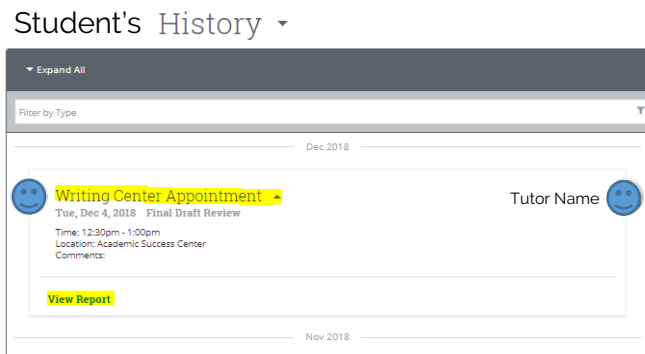 Student's History
Expand All
Filter by Type
Dec 2018
Writing Center Appointment
Tutor Name
Tue, Dec 4, 2018 Final Draft Review
Time: 12:30pm - 1:00pm
Location: Academic Success Center
Comments:
View Report
Nov 2018